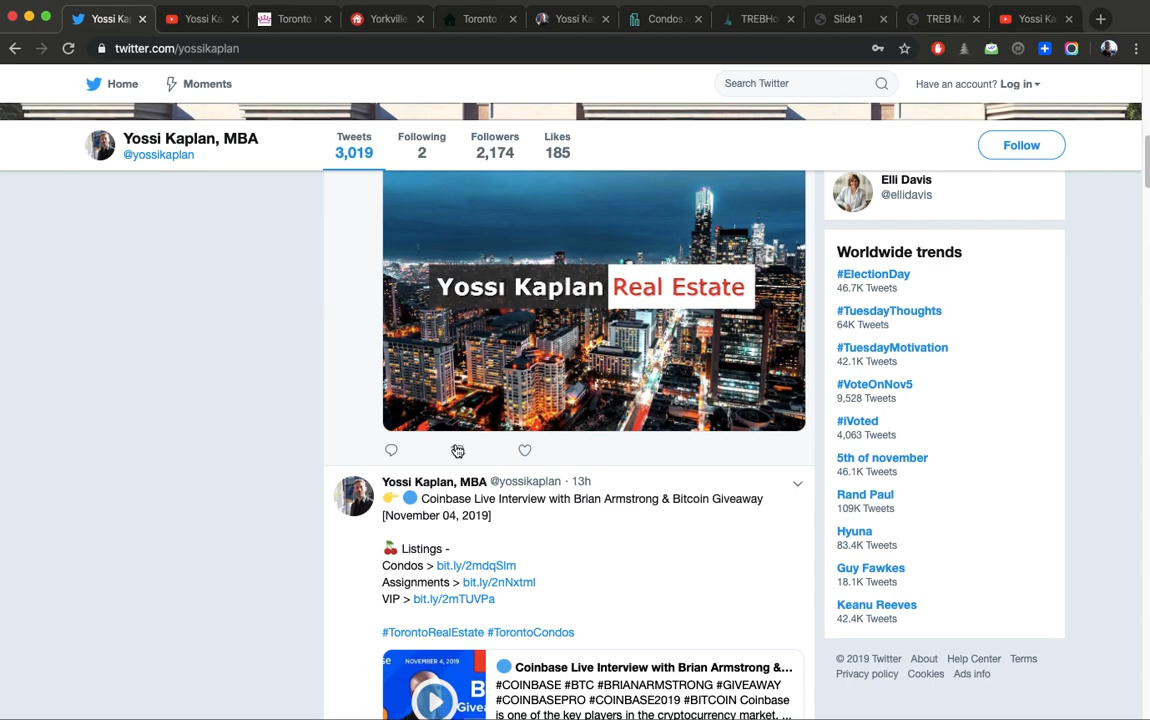 Yossi Ka
Yossi Ka
Toronto
Yorkville
Toronto
Yossi Ka
Condos.
TREBHo
Slide 1
TREB M
Yossi Ka
twitter.com/yossikaplan
Home
Moments
Search Twitter
Have an account? Log in
Yossi Kaplan, MBA
@yossikaplan
Tweets
3,019
Following
2
Followers
2,174
Likes
185
Follow
Yossi Kaplan Real Estate
Yossi Kaplan, MBA @yossikaplan · 13h
Coinbase Live Interview with Brian Armstrong & Bitcoin Giveaway
[November 04, 2019]
Listings -
Condos > bit.ly/2mdqSlm
Assignments > bit.ly/2nNxtml
VIP > bit.ly/2mTUVPa
#TorontoRealEstate #TorontoCondos
NOVEMBER 4, 2019
Coinbase Live Interview with Brian Armstrong &...
#COINBASE #BTC #BRIANARMSTRONG #GIVEAWAY
#COINBASEPRO #COINBASE2019 #BITCOIN Coinbase
is one of the key players in the cryptocurrency market, ...
Elli Davis
@ellidavis
Worldwide trends
#ElectionDay
46.7K Tweets
#TuesdayThoughts
64K Tweets
#TuesdayMotivation
42.1K Tweets
#VoteOnNov5
9,528 Tweets
#iVoted
4,063 Tweets
5th of november
46.1K Tweets
Rand Paul
109K Tweets
Hyuna
83.4K Tweets
Guy Fawkes
18.1K Tweets
Keanu Reeves
42.4K Tweets
© 2019 Twitter About Help Center Terms
Privacy policy Cookies Ads info